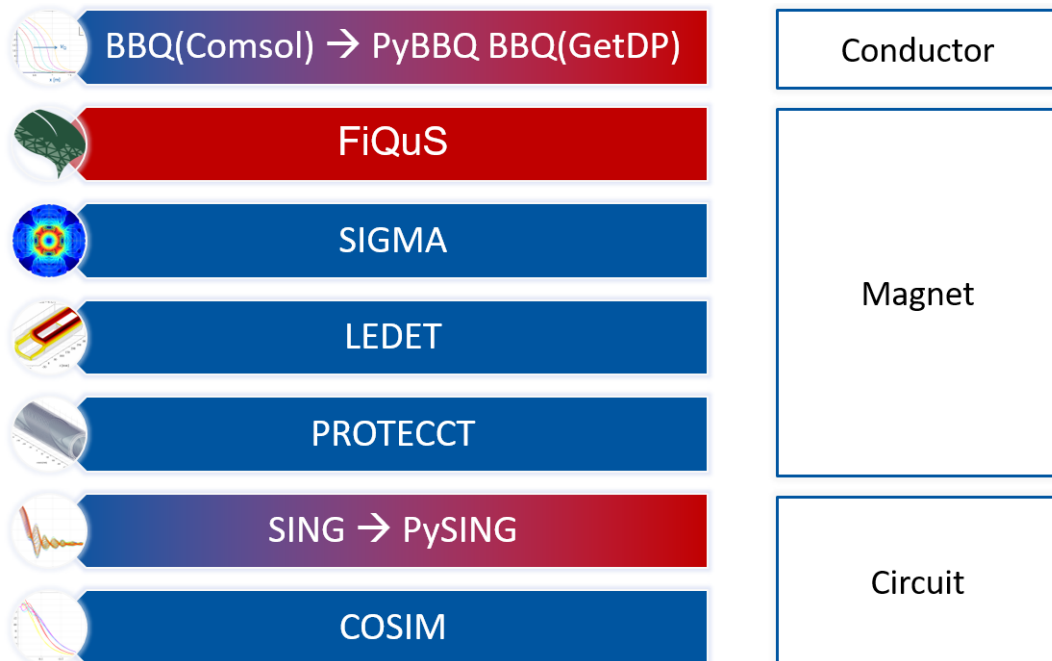 BBQ(Comsol) → PyBBQ BBQ(GetDP)
Conductor
FiQuS
SIGMA
LEDET
PROTECCT
Magnet
SING → PySING
COSIM
Circuit